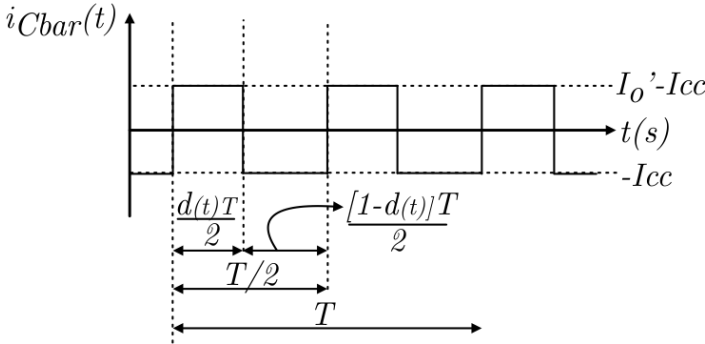 i_Cbar(t)
I_o'-Icc
t(s)
-Icc
d(t)T
2
[1-d(t)]T
2
T/2
T